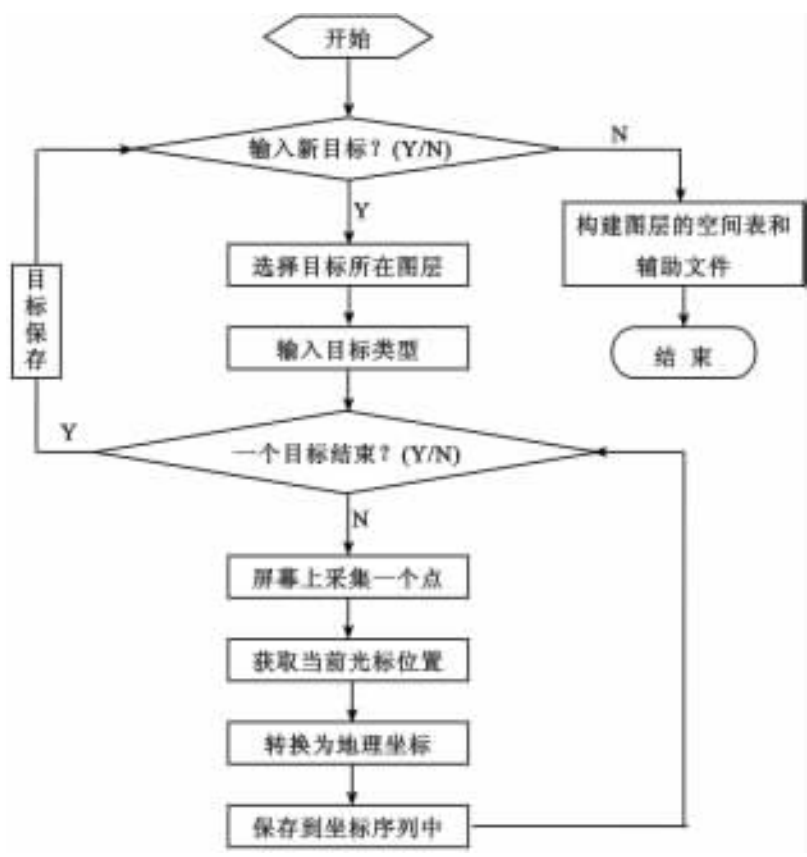 开始
输入新目标？(Y/N)
N
Y
构建图层的空间表和
辅助文件
选择目标所在图层
目
标
保
存
输入目标类型
结 束
Y
一个目标结束？(Y/N)
N
屏幕上采集一个点
获取当前光标位置
转换为地理坐标
保存到坐标序列中